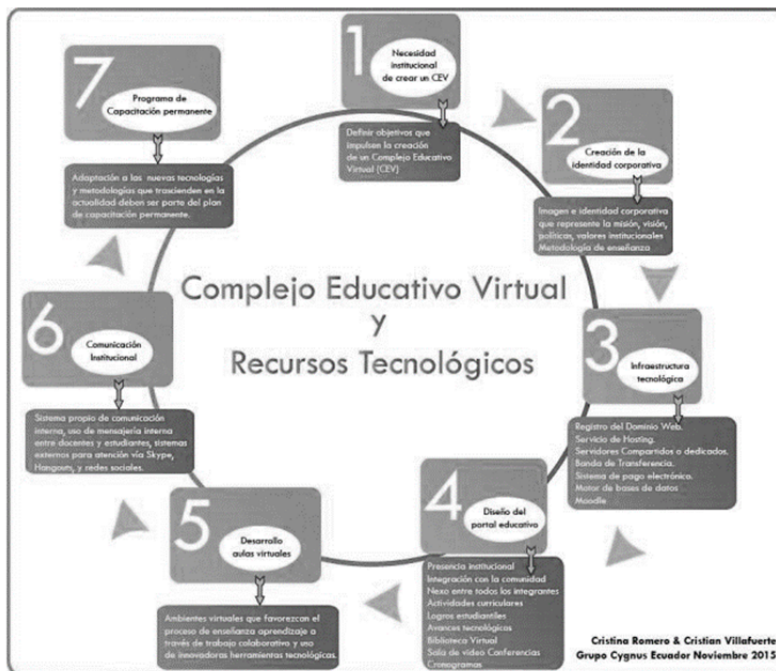 1
Necesidad
institucional
de crear un CEV
Definir objetivos que
impulsen la creación
de un Complejo Educativo
Virtual (CEV)
2
Creación de la
identidad corporativa
Imagen e identidad corporativa
que represente la misión, visión,
políticas, valores institucionales
Metodología de enseñanza
3
Infraestructura
tecnológica
Registro del Dominio Web.
Servicio de Hosting.
Servidores Compartidos o dedicados.
Banda de Transferencia.
Sistema de pago electrónico.
Motor de bases de datos
Moodle
4
Diseño del
portal educativo
Presencia institucional
Integración con la comunidad
Nexo entre todos los integrantes
Actividades curriculares
Logros estudiantiles
Avances tecnológicos
Biblioteca Virtual
Sala de video Conferencias
Cronogramas
5
Desarrollo
aulas virtuales
Ambientes virtuales que favorezcan el
proceso de enseñanza aprendizaje a
través de trabajo colaborativo y uso
de innovadoras herramientas tecnológicas.
6
Comunicación
Institucional
Sistema propio de comunicación
interna, uso de mensajería interna
entre docentes y estudiantes, sistemas
externos para atención vía Skype,
Hangouts, y redes sociales.
7
Programa de
Capacitación permanente
Adaptación a las nuevas tecnologías
y metodologías que trascienden en la
actualidad deben ser parte del plan
de capacitación permanente.
Complejo Educativo Virtual
y
Recursos Tecnológicos
Cristina Romero & Cristian Villafuerte
Grupo Cygnus Ecuador Noviembre 2015